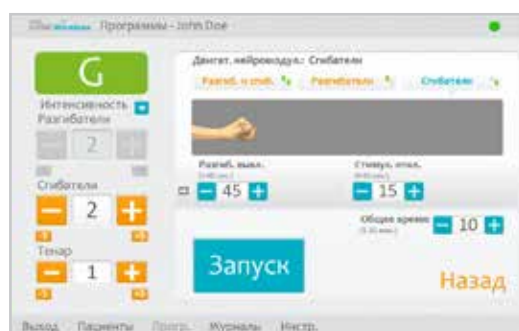 Программы - John Doe
G
Двигат. нейромодул.: Сгибатели
Разгиб. и сгиб.
Разгибатели
Сгибатели
Интенсивность
Разгибатели
2
Разгиб. выкл.
Стимул. откл.
45
15
Сгибатели
2
Общее время
10
Тенар
1
Запуск
Назад
Выход Пациенты Прогр. Журналы Инстр.